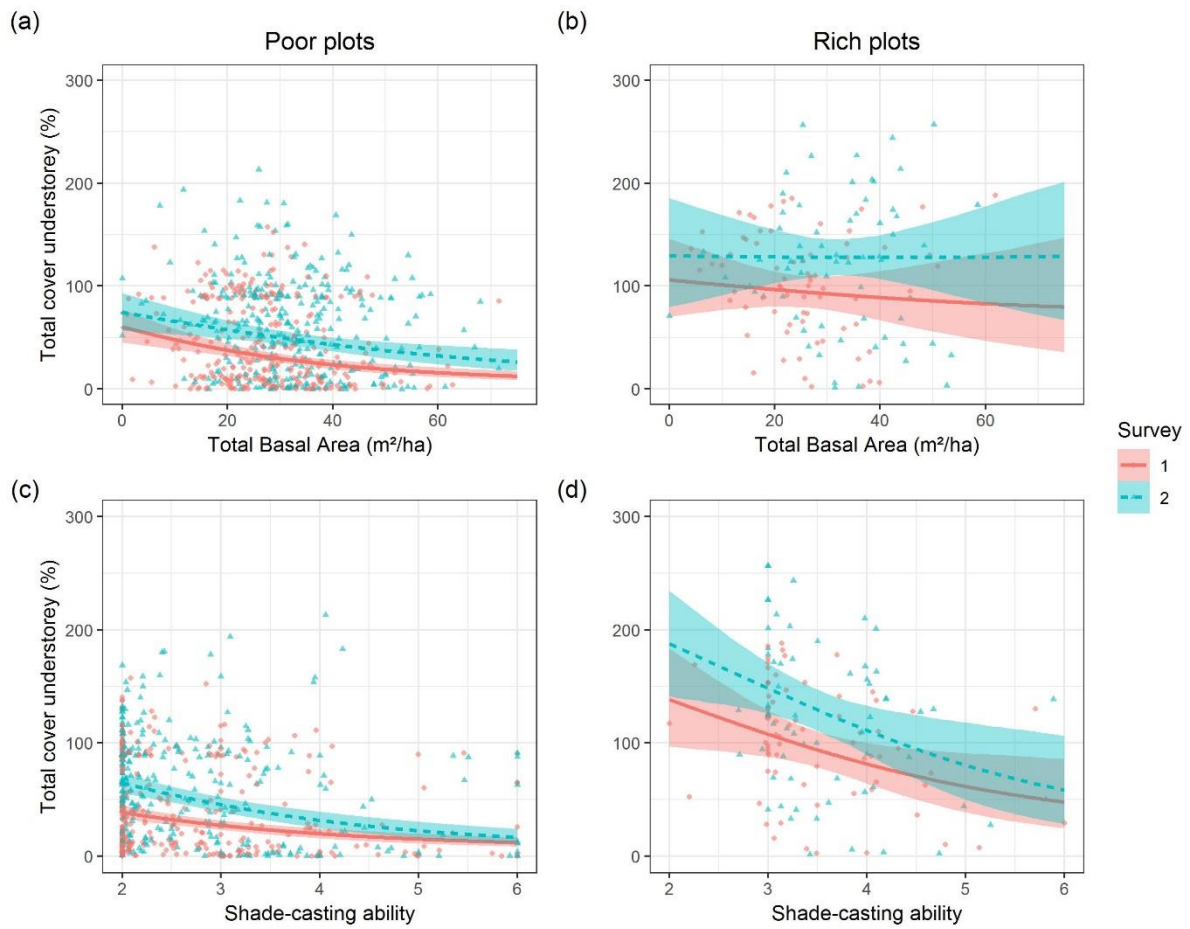 (a)
Poor plots
(b)
Rich plots
300
200
100
0
Total cover understorey (%)
0 20 40 60
Total Basal Area (m²/ha)
300
200
100
0
0 20 40 60
Total Basal Area (m²/ha)
Survey
1
2
(c)
300
200
100
0
Total cover understorey (%)
2 3 4 5 6
Shade-casting ability
(d)
300
200
100
0
2 3 4 5 6
Shade-casting ability